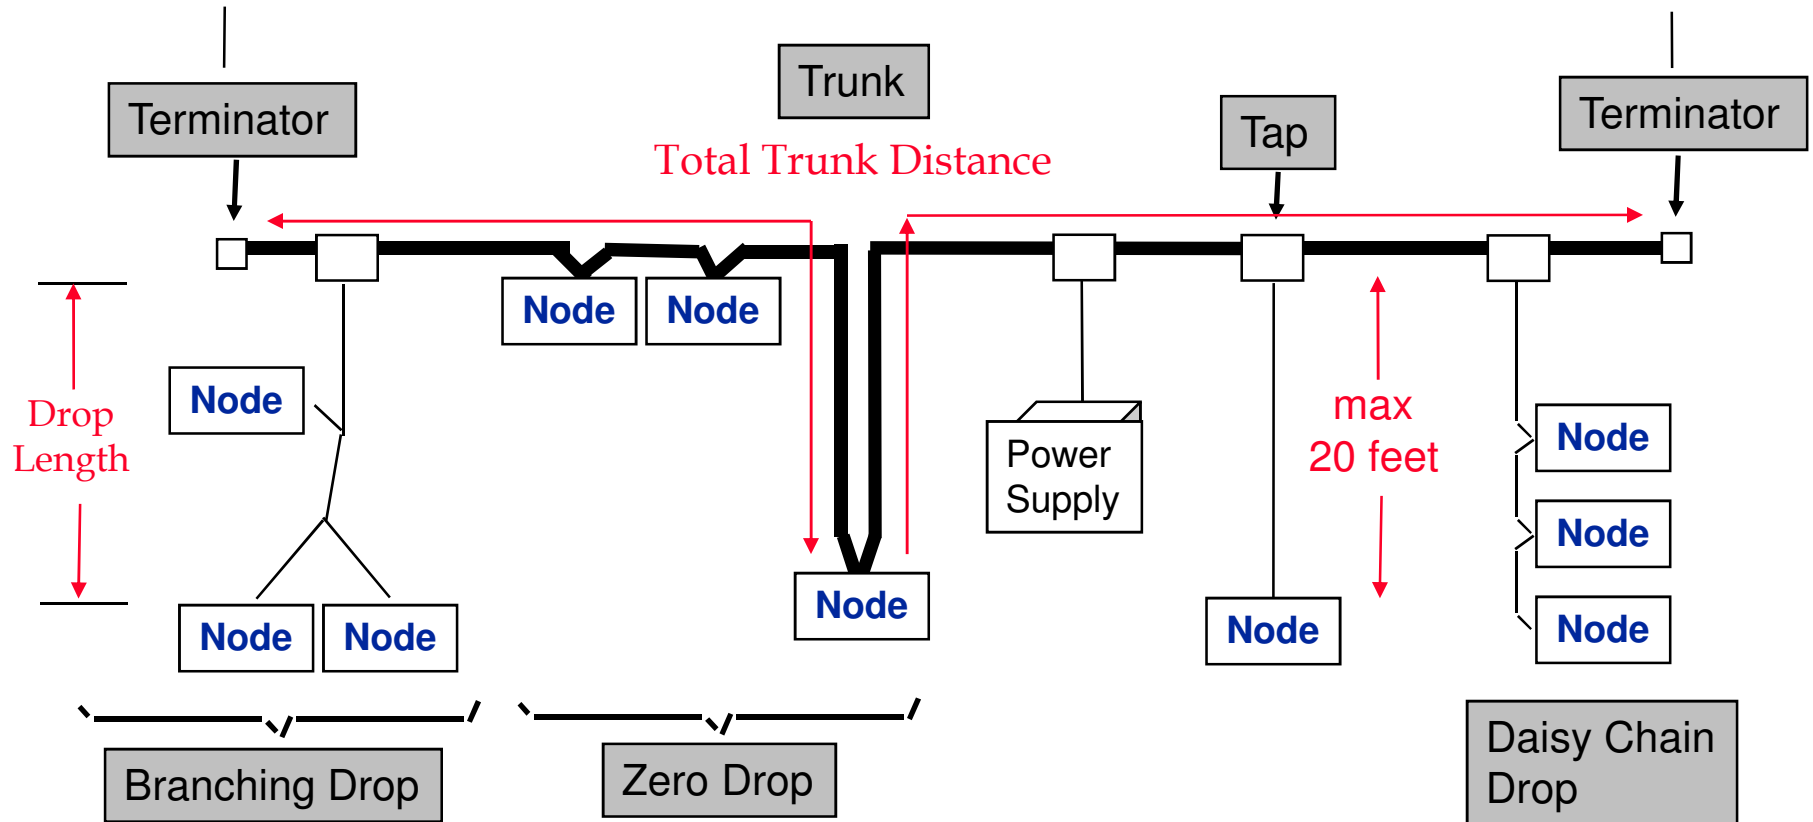 Trunk
Terminator
Tap
Terminator
Total Trunk Distance
Node
Node
Node
Drop
Length
max
20 feet
Power
Supply
Node
Node
Node
Node
Node
Node
Node
Branching Drop
Zero Drop
Daisy Chain
Drop